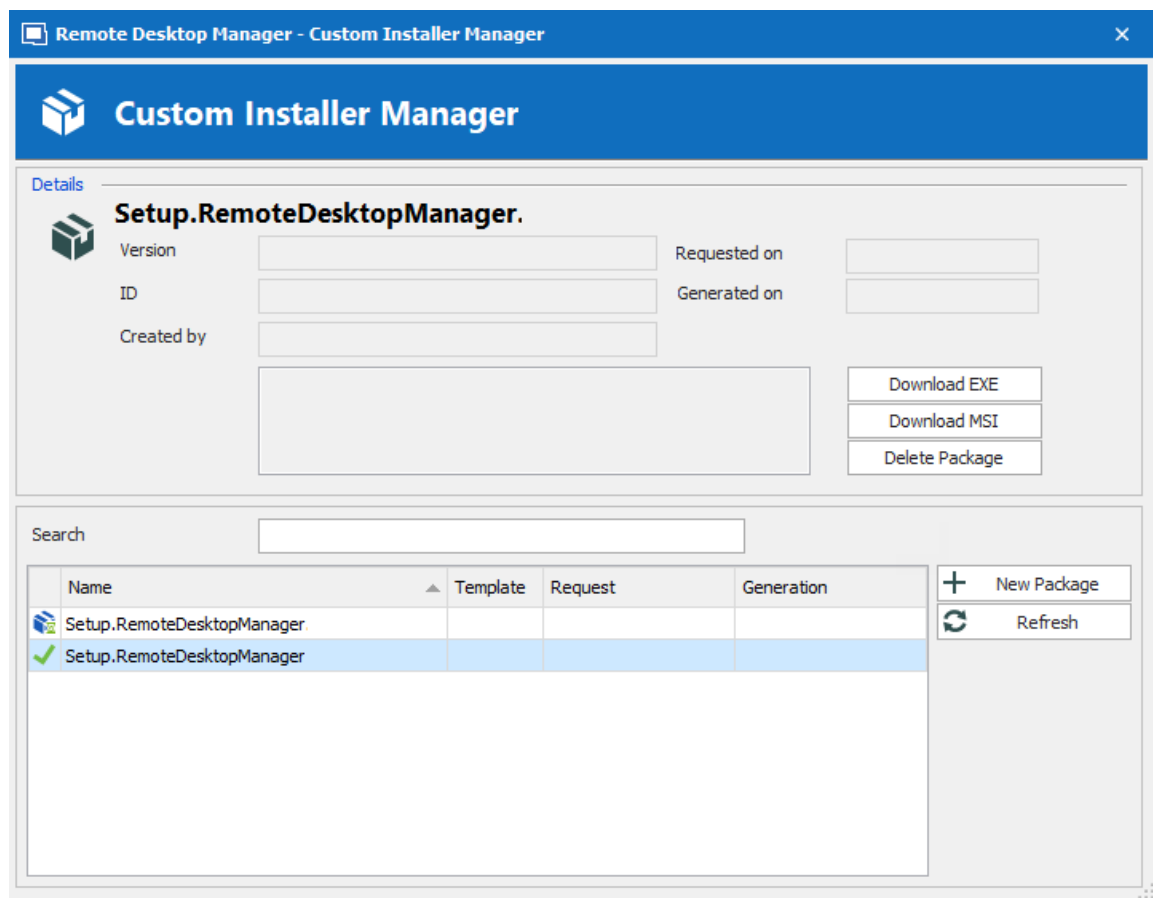 Remote Desktop Manager - Custom Installer Manager
Custom Installer Manager
Details
Setup.RemoteDesktopManager.
Version
Requested on
ID
Generated on
Created by
Download EXE
Download MSI
Delete Package
Search
Name Template Request Generation
New Package
Setup.RemoteDesktopManager
Refresh
Setup.RemoteDesktopManager